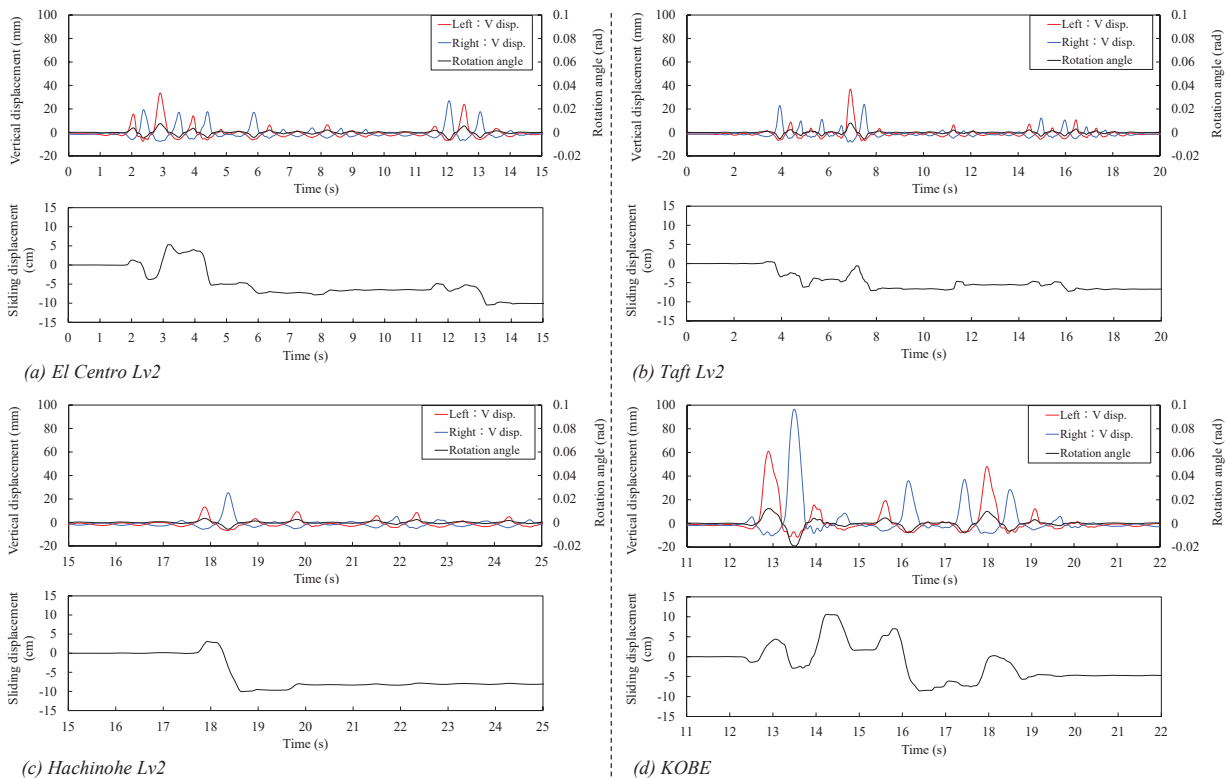 Vertical displacement (mm)
100
80
60
40
20
0
-20
Left：V disp.
Right：V disp.
Rotation angle
0.1
0.08
0.06
0.04
0.02
0
-0.02
Rotation angle (rad)
0 1 2 3 4 5 6 7 8 9 10 11 12 13 14 15
Time (s)
Sliding displacement
(cm)
15
10
5
0
-5
-10
-15
0 1 2 3 4 5 6 7 8 9 10 11 12 13 14 15
Time (s)
(a) El Centro Lv2
Vertical displacement (mm)
100
80
60
40
20
0
-20
Left：V disp.
Right：V disp.
Rotation angle
0.1
0.08
0.06
0.04
0.02
0
-0.02
Rotation angle (rad)
0 2 4 6 8 10 12 14 16 18 20
Time (s)
Sliding displacement
(cm)
15
10
5
0
-5
-10
-15
0 2 4 6 8 10 12 14 16 18 20
Time (s)
(b) Taft Lv2
Vertical displacement (mm)
100
80
60
40
20
0
-20
Left：V disp.
Right：V disp.
Rotation angle
0.1
0.08
0.06
0.04
0.02
0
-0.02
Rotation angle (rad)
15 16 17 18 19 20 21 22 23 24 25
Time (s)
Sliding displacement
(cm)
15
10
5
0
-5
-10
-15
15 16 17 18 19 20 21 22 23 24 25
Time (s)
(c) Hachinohe Lv2
Vertical displacement (mm)
100
80
60
40
20
0
-20
Left：V disp.
Right：V disp.
Rotation angle
0.1
0.08
0.06
0.04
0.02
0
-0.02
Rotation angle (rad)
11 12 13 14 15 16 17 18 19 20 21 22
Time (s)
Sliding displacement
(cm)
15
10
5
0
-5
-10
-15
11 12 13 14 15 16 17 18 19 20 21 22
Time (s)
(d) KOBE